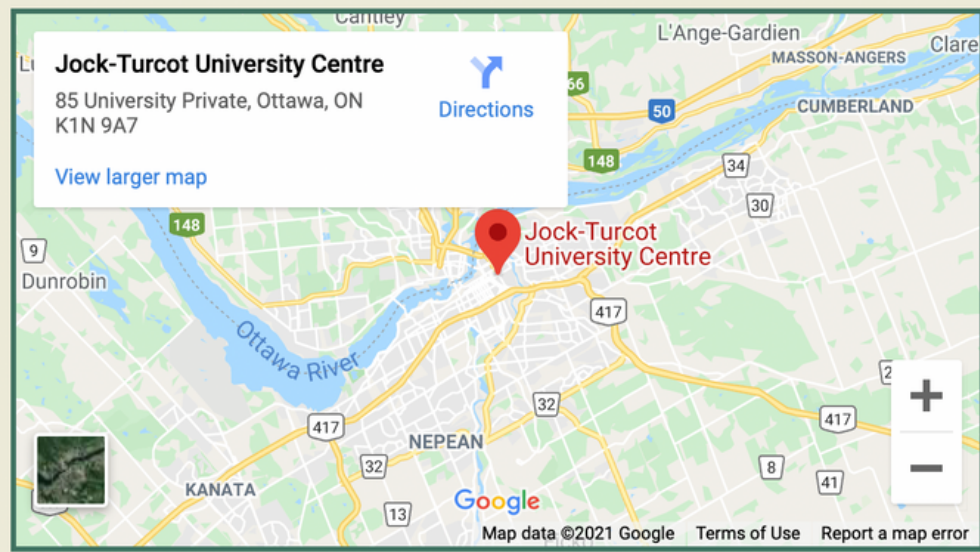 Cantley
L'Ange-Gardien
Jock-Turcot University Centre
85 University Private, Ottawa, ON
K1N 9A7
Directions
View larger map
MASSON-ANGERS
CUMBERLAND
50
148
34
30
148
9
Dunrobin
Jock-Turcot
University Centre
417
Ottawa River
32
417
417
NEPEAN
32
KANATA
8
41
13
Google
Map data ©2021 Google
Terms of Use
Report a map error
+
−